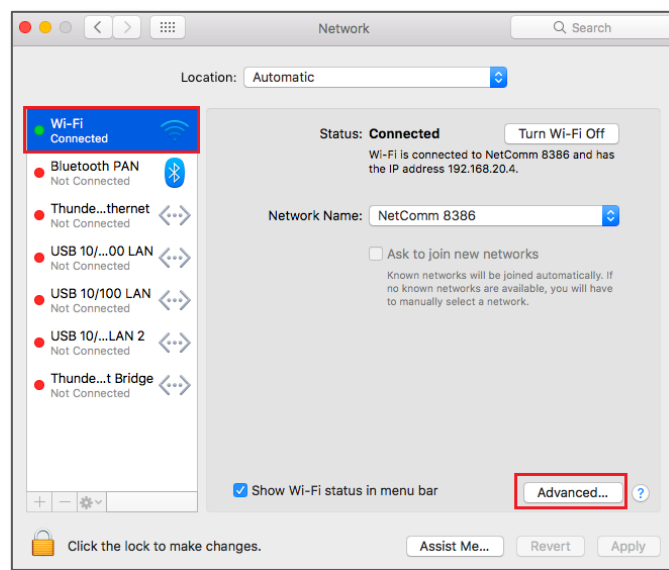 Network
Search
Location: Automatic
Wi-Fi
Connected
Bluetooth PAN
Not Connected
Thunde...thernet
Not Connected
USB 10/...00 LAN
Not Connected
USB 10/100 LAN
Not Connected
USB 10/...LAN 2
Not Connected
Thunde...t Bridge
Not Connected
Status: Connected
Turn Wi-Fi Off
Wi-Fi is connected to NetComm 8386 and has
the IP address 192.168.20.4.
Network Name: NetComm 8386
Ask to join new networks
Known networks will be joined automatically. If
no known networks are available, you will have
to manually select a network.
Show Wi-Fi status in menu bar
Advanced...
?
Click the lock to make changes.
Assist Me...
Revert
Apply